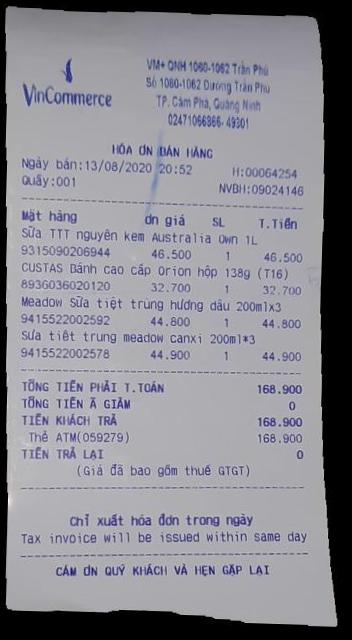 VinCommerce
VM+ QNH 1060-1062 Trần Phú
Số 1060-1062 Đường Trần Phú
TP. Cẩm Phả, Quảng Ninh
02471066866- 49301
HÓA ĐƠN BÁN HÀNG
Ngày bán:13/08/2020 20:52 H:00064254
Quầy:001 NVBH:09024146
Mặt hàng đn giá SL T.Tiền
Sữa TTT nguyên kem Australia Own 1L
9315090206944 46.500 1 46.500
CUSTAS Bánh cao cấp Orion hộp 138g (T16)
8936036020120 32.700 1 32.700
Meadow Sữa tiệt trùng hương dâu 200mlx3
9415522002592 44.800 1 44.800
Sưa tiêt trung meadow canxi 200ml*3
9415522002578 44.900 1 44.900
TỔNG TIỀN PHẢI T.TOÁN 168.900
TỔNG TIỀN Đ GIẢM 0
TIỀN KHÁCH TRẢ 168.900
Thẻ ATM(059279) 168.900
TIỀN TRẢ LẠI 0
(Giá đã bao gồm thuế GTGT)
Chỉ xuất hóa đơn trong ngày
Tax invoice will be issued within same day
CẢM ƠN QUÝ KHÁCH VÀ HẸN GẶP LẠI